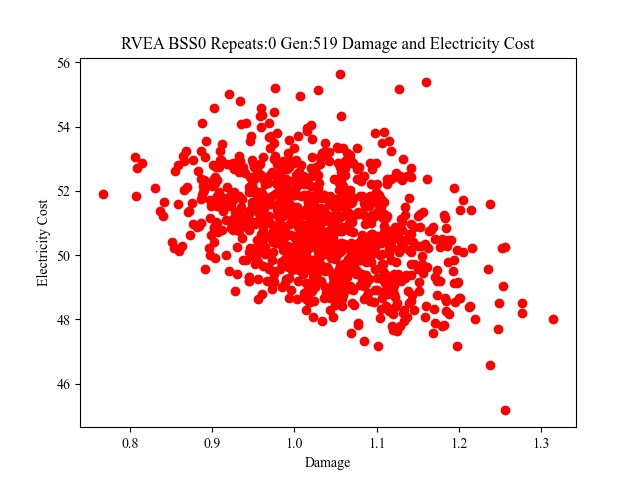 RVEA BSS0 Repeats:0 Gen:519 Damage and Electricity Cost
56
54
52
50
48
46
Electricity Cost
0.8 0.9 1.0 1.1 1.2 1.3
Damage